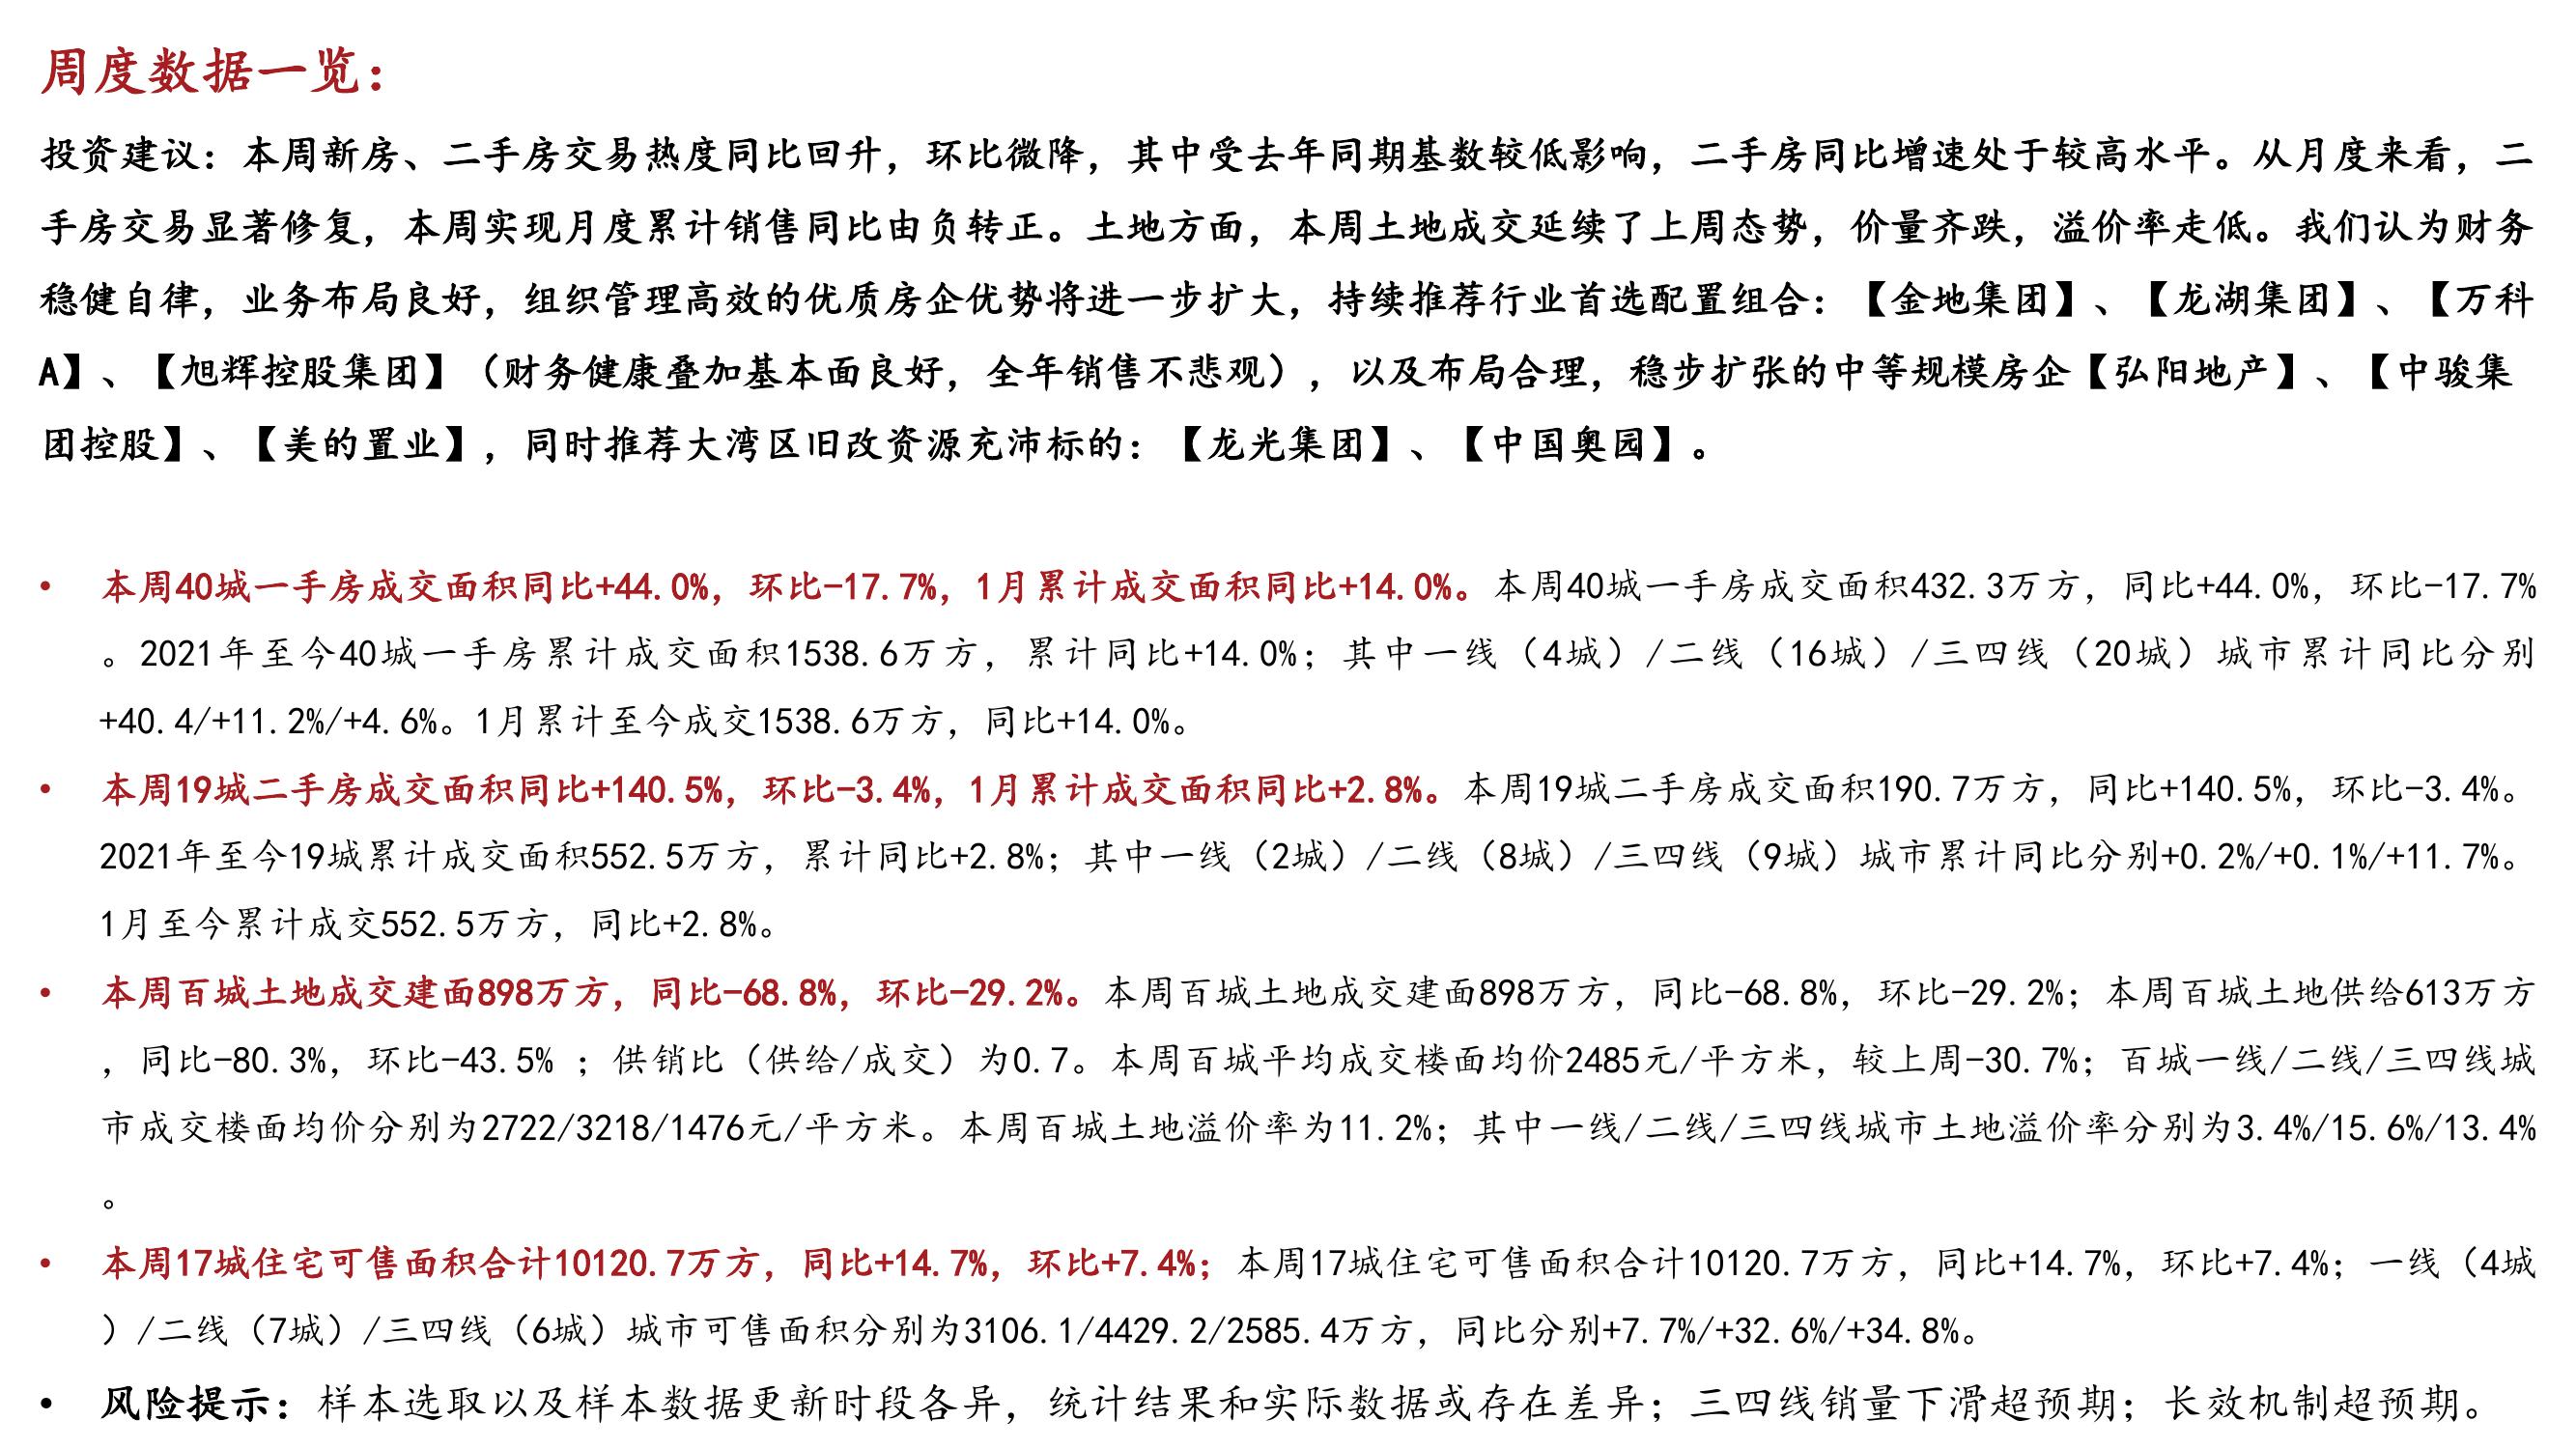 周度数据一览：
投资建议：本周新房、二手房交易热度同比回升，环比微降，其中受去年同期基数较低影响，二手房同比增速处于较高水平。从月度来看，二
手房交易显著修复，本周实现月度累计销售同比由负转正。土地方面，本周土地成交延续了上周态势，价量齐跌，溢价率走低。我们认为财务
稳健自律，业务布局良好，组织管理高效的优质房企优势将进一步扩大，持续推荐行业首选配置组合：【金地集团】、【龙湖集团】、【万科
A】、【旭辉控股集团】（财务健康叠加基本面良好，全年销售不悲观），以及布局合理，稳步扩张的中等规模房企【弘阳地产】、【中骏集
团控股】、【美的置业】，同时推荐大湾区旧改资源充沛标的：【龙光集团】、【中国奥园】。
• 本周40城一手房成交面积同比+44.0%，环比-17.7%，1月累计成交面积同比+14.0%。本周40城一手房成交面积432.3万方，同比+44.0%，环比-17.7%
。2021年至今40城一手房累计成交面积1538.6万方，累计同比+14.0%；其中一线（4城）/二线（16城）/三四线（20城）城市累计同比分别
+40.4/+11.2%/+4.6%。1月累计至今成交1538.6万方，同比+14.0%。
• 本周19城二手房成交面积同比+140.5%，环比-3.4%，1月累计成交面积同比+2.8%。本周19城二手房成交面积190.7万方，同比+140.5%，环比-3.4%。
2021年至今19城累计成交面积552.5万方，累计同比+2.8%；其中一线（2城）/二线（8城）/三四线（9城）城市累计同比分别+0.2%/+0.1%/+11.7%。
1月至今累计成交552.5万方，同比+2.8%。
• 本周百城土地成交建面898万方，同比-68.8%，环比-29.2%。本周百城土地成交建面898万方，同比-68.8%，环比-29.2%；本周百城土地供给613万方
，同比-80.3%，环比-43.5% ；供销比（供给/成交）为0.7。本周百城平均成交楼面均价2485元/平方米，较上周-30.7%；百城一线/二线/三四线城
市成交楼面均价分别为2722/3218/1476元/平方米。本周百城土地溢价率为11.2%；其中一线/二线/三四线城市土地溢价率分别为3.4%/15.6%/13.4%
。
• 本周17城住宅可售面积合计10120.7万方，同比+14.7%，环比+7.4%；本周17城住宅可售面积合计10120.7万方，同比+14.7%，环比+7.4%；一线（4城
）/二线（7城）/三四线（6城）城市可售面积分别为3106.1/4429.2/2585.4万方，同比分别+7.7%/+32.6%/+34.8%。
• 风险提示：样本选取以及样本数据更新时段各异，统计结果和实际数据或存在差异；三四线销量下滑超预期；长效机制超预期。